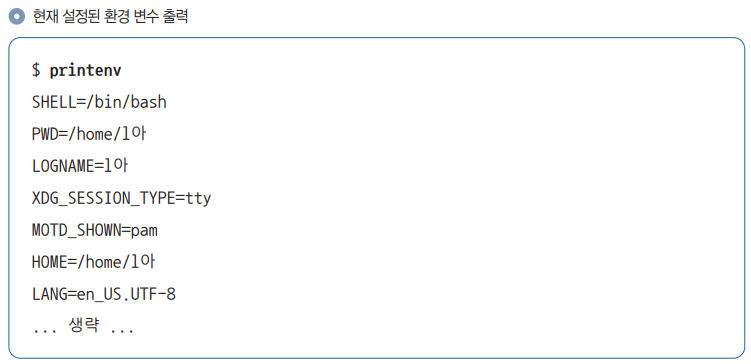 현재 설정된 환경 변수 출력
$ printenv
SHELL=/bin/bash
PWD=/home/l아
LOGNAME=l아
XDG_SESSION_TYPE=tty
MOTD_SHOWN=pam
HOME=/home/l아
LANG=en_US.UTF-8
... 생략 ...